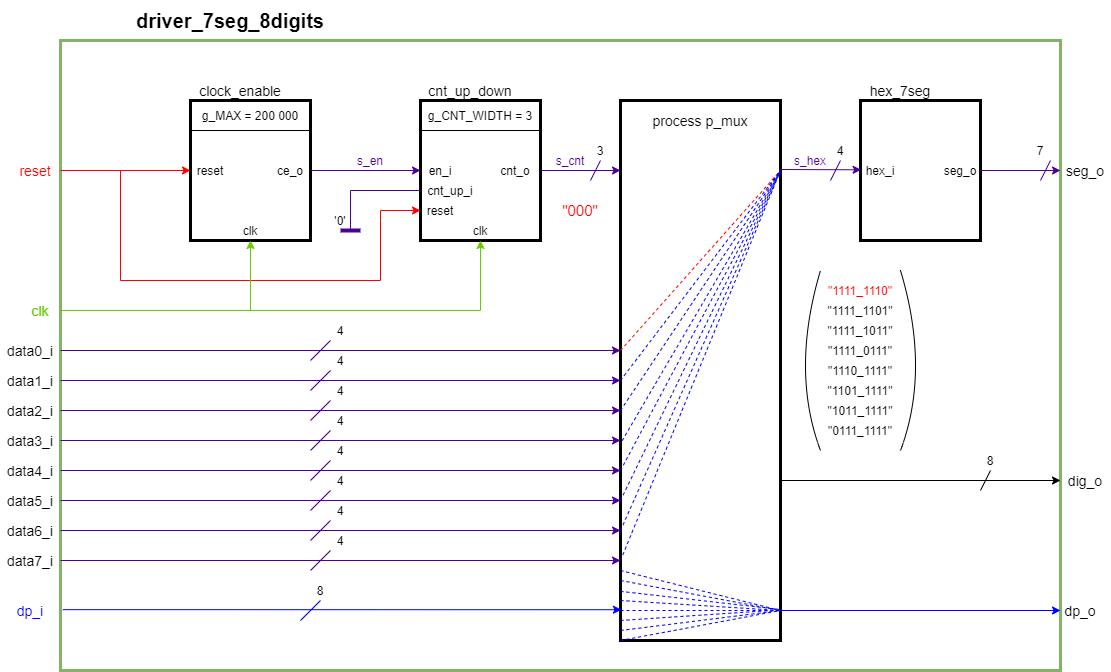 driver_7seg_8digits
clock_enable
g_MAX = 200 000
reset
ce_o
clk
cnt_up_down
g_CNT_WIDTH = 3
en_i
cnt_o
cnt_up_i
reset
clk
process p_mux
hex_7seg
hex_i
seg_o
reset
s_en
'0'
s_cnt
3
"000"
s_hex
4
7
seg_o
clk
"1111_1110"
"1111_1101"
"1111_1011"
"1111_0111"
"1110_1111"
"1101_1111"
"1011_1111"
"0111_1111"
data0_i
4
data1_i
4
data2_i
4
data3_i
4
data4_i
4
data5_i
4
data6_i
4
data7_i
4
8
dig_o
dp_i
8
dp_o